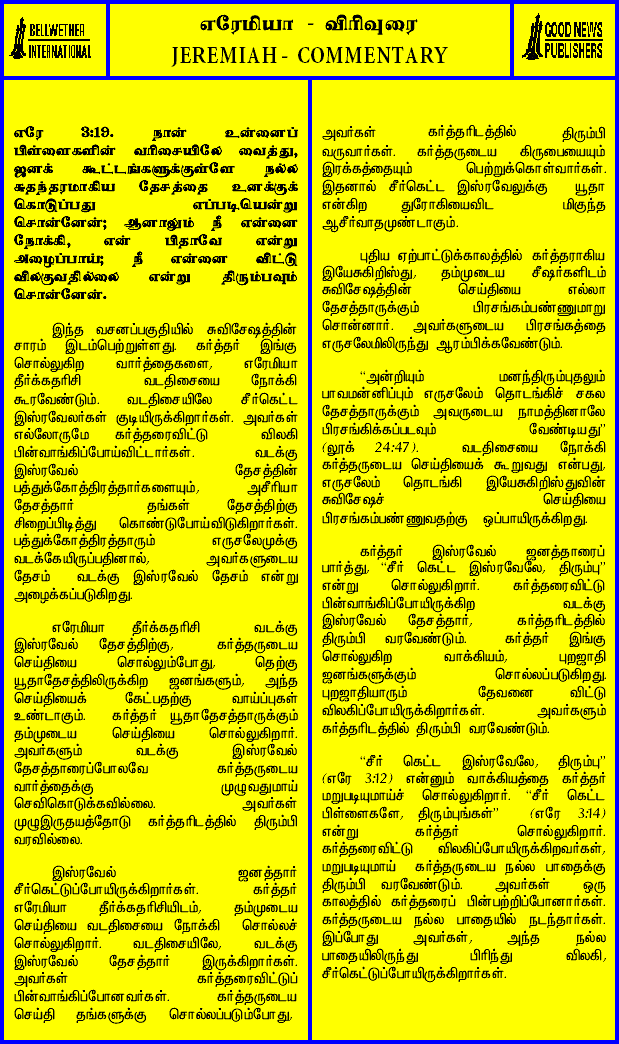 BELLWETHER
INTERNATIONAL
எரேமியா - விரிவுரை
JEREMIAH - COMMENTARY
GOOD NEWS
PUBLISHERS
எரே 3:19. நான் உன்னைப்
பிள்ளைகளின் வரிசையிலே வைத்து,
ஜனக் கூட்டங்களுக்குள்ளே நல்ல
சுதந்தரமாகிய தேசத்தை உனக்குக்
கொடுப்பது எப்படியென்று
சொன்னேன்; ஆனாலும் நீ என்னை
நோக்கி, என் பிதாவே என்று
அழைப்பாய்; நீ என்னை விட்டு
விலகுவதில்லை என்று திரும்பவும்
சொன்னேன்.
இந்த வசனப்பகுதியில் சுவிசேஷத்தின்
சாரம் இடம்பெற்றுள்ளது. கர்த்தர் இங்கு
சொல்லுகிற வார்த்தைகளை, எரேமியா
தீர்க்கதரிசி வடதிசையை நோக்கி
கூரவேண்டும். வடதிசையிலே சீர்கெட்ட
இஸ்ரவேலர்கள் குடியிருக்கிறார்கள். அவர்கள்
எல்லோருமே கர்த்தரைவிட்டு விலகி
பின்வாங்கிப்போய்விட்டார்கள். வடக்கு
இஸ்ரவேல் தேசத்தின்
பத்துக்கோத்திரத்தார்களையும், அசீரியா
தேசத்தார் தங்கள் தேசத்திற்கு
சிறைப்பிடித்து கொண்டுபோய்விடுகிறார்கள்.
பத்துக்கோத்திரத்தாரும் எருசலேமுக்கு
வடக்கேயிருப்பதினால், அவர்களுடைய
தேசம் வடக்கு இஸ்ரவேல் தேசம் என்று
அழைக்கப்படுகிறது.
எரேமியா தீர்க்கதரிசி வடக்கு
இஸ்ரவேல் தேசத்திற்கு, கர்த்தருடைய
செய்தியை சொல்லும்போது, தெற்கு
யூதாதேசத்திலிருக்கிற ஜனங்களும், அந்த
செய்தியைக் கேட்பதற்கு வாய்ப்புகள்
உண்டாகும். கர்த்தர் யூதாதேசத்தாருக்கும்
தம்முடைய செய்தியை சொல்லுகிறார்.
அவர்களும் வடக்கு இஸ்ரவேல்
தேசத்தாரைப்போலவே கர்த்தருடைய
வார்த்தைக்கு முழுவதுமாய்
செவிகொடுக்கவில்லை. அவர்கள்
முழுஇருதயத்தோடு கர்த்தரிடத்தில் திரும்பி
வரவில்லை.
இஸ்ரவேல் ஜனத்தார்
சீர்கெட்டுப்போயிருக்கிறார்கள். கர்த்தர்
எரேமியா தீர்க்கதரிசியிடம், தம்முடைய
செய்தியை வடதிசையை நோக்கி சொல்லச்
சொல்லுகிறார். வடதிசையிலே, வடக்கு
இஸ்ரவேல் தேசத்தார் இருக்கிறார்கள்.
அவர்கள் கர்த்தரைவிட்டுப்
பின்வாங்கிப்போனவர்கள். கர்த்தருடைய
செய்தி தங்களுக்கு சொல்லப்படும்போது,
அவர்கள் கர்த்தரிடத்தில் திரும்பி
வருவார்கள். கர்த்தருடைய கிருபையையும்
இரக்கத்தையும் பெற்றுக்கொள்வார்கள்.
இதனால் சீர்கெட்ட இஸ்ரவேலுக்கு யூதா
என்கிற துரோகியைவிட மிகுந்த
ஆசீர்வாதமுண்டாகும்.
புதிய ஏற்பாட்டுக்காலத்தில் கர்த்தராகிய
இயேசுகிறிஸ்து, தம்முடைய சீஷர்களிடம்
சுவிசேஷத்தின் செய்தியை எல்லா
தேசத்தாருக்கும் பிரசங்கம்பண்ணுமாறு
சொன்னார். அவர்களுடைய பிரசங்கத்தை
எருசலேமிலிருந்து ஆரம்பிக்கவேண்டும்.
“அன்றியும் மனந்திரும்புதலும்
பாவமன்னிப்பும் எருசலேம் தொடங்கிச் சகல
தேசத்தாருக்கும் அவருடைய நாமத்தினாலே
பிரசங்கிக்கப்படவும் வேண்டியது”
(லூக் 24:47). வடதிசையை நோக்கி
கர்த்தருடைய செய்தியைக் கூறுவது என்பது,
எருசலேம் தொடங்கி இயேசுகிறிஸ்துவின்
சுவிசேஷச் செய்தியை
பிரசங்கம்பண்ணுவதற்கு ஒப்பாயிருக்கிறது.
கர்த்தர் இஸ்ரவேல் ஜனத்தாரைப்
பார்த்து, “சீர் கெட்ட இஸ்ரவேலே, திரும்பு”
என்று சொல்லுகிறார். கர்த்தரைவிட்டு
பின்வாங்கிப்போயிருக்கிற வடக்கு
இஸ்ரவேல் தேசத்தார், கர்த்தரிடத்தில்
திரும்பி வரவேண்டும். கர்த்தர் இங்கு
சொல்லுகிற வாக்கியம், புறஜாதி
ஜனங்களுக்கும் சொல்லப்படுகிறது.
புறஜாதியாரும் தேவனை விட்டு
விலகிப்போயிருக்கிறார்கள். அவர்களும்
கர்த்தரிடத்தில் திரும்பி வரவேண்டும்.
“சீர் கெட்ட இஸ்ரவேலே, திரும்பு”
(எரே 3:12) என்னும் வாக்கியத்தை கர்த்தர்
மறுபடியுமாய்ச் சொல்லுகிறார். “சீர் கெட்ட
பிள்ளைகளே, திரும்புங்கள்” (எரே 3:14)
என்று கர்த்தர் சொல்லுகிறார்.
கர்த்தரைவிட்டு விலகிப்போயிருக்கிறவர்கள்,
மறுபடியுமாய் கர்த்தருடைய நல்ல பாதைக்கு
திரும்பி வரவேண்டும். அவர்கள் ஒரு
காலத்தில் கர்த்தரைப் பின்பற்றிப்போனார்கள்.
கர்த்தருடைய நல்ல பாதையில் நடந்தார்கள்.
இப்போது அவர்கள், அந்த நல்ல
பாதையிலிருந்து பிரிந்து விலகி,
சீர்கெட்டுப்போயிருக்கிறார்கள்.